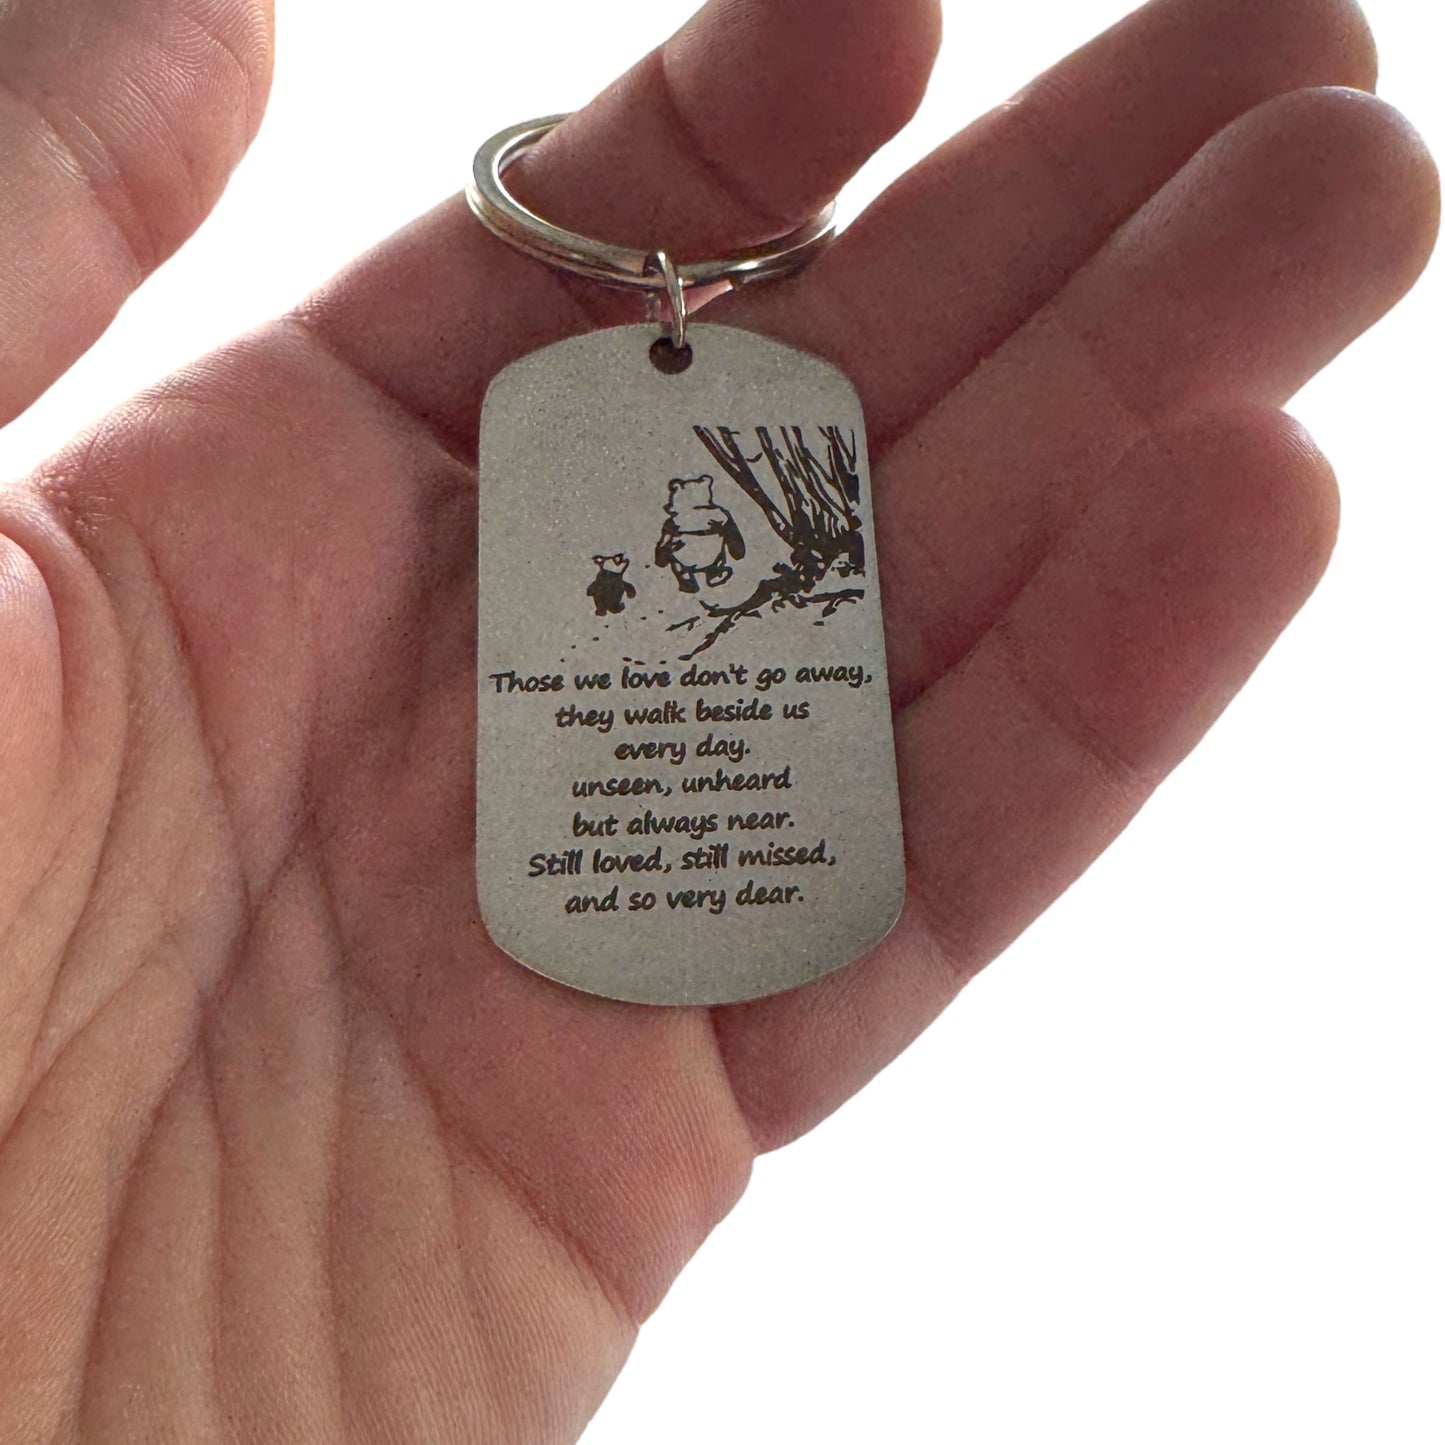 Those we love don't go away,
they walk beside us
every day.
unseen, unheard
but always near.
Still loved, still missed,
and so very dear.